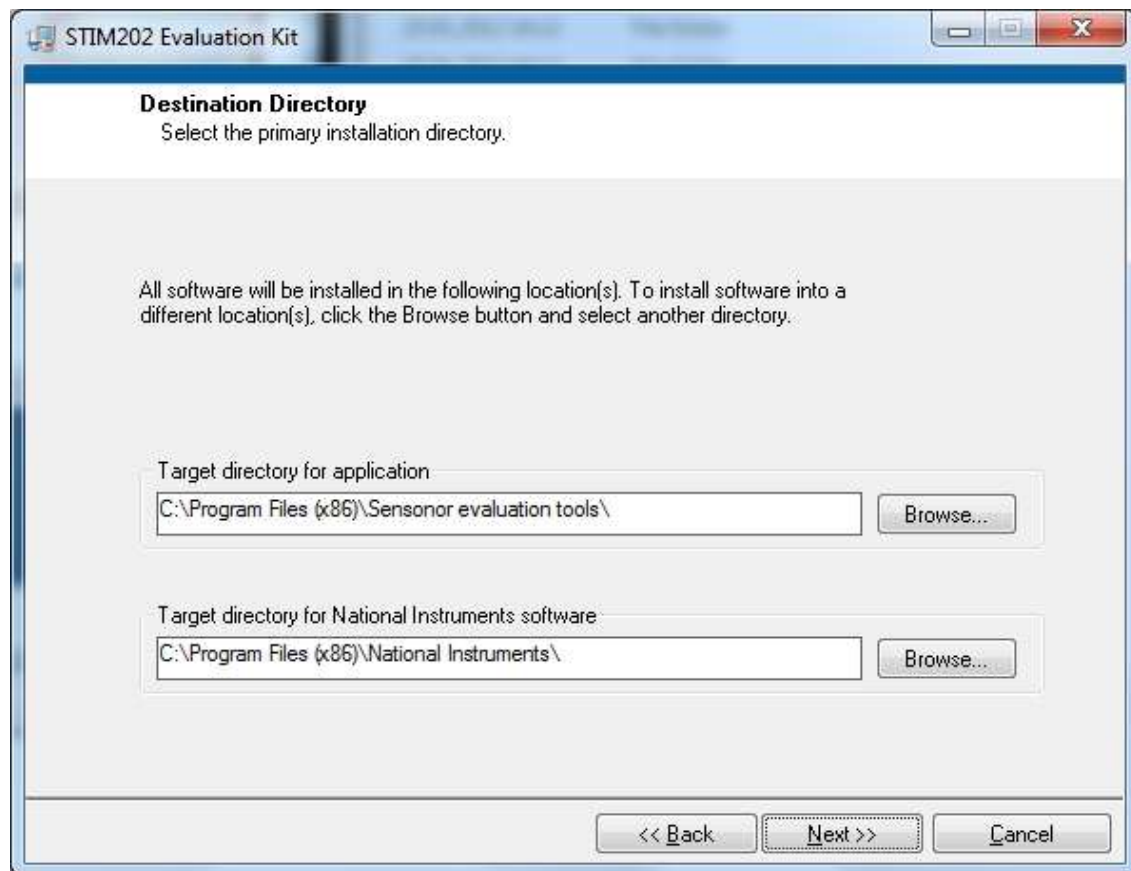 STIM202 Evaluation Kit
Destination Directory
Select the primary installation directory.
All software will be installed in the following location(s). To install software into a
different location(s), click the Browse button and select another directory.
Target directory for application
C:\Program Files (x86)\Sensonor evaluation tools\
Browse...
Target directory for National Instruments software
C:\Program Files (x86)\National Instruments\
Browse...
<< Back
Next >>
Cancel